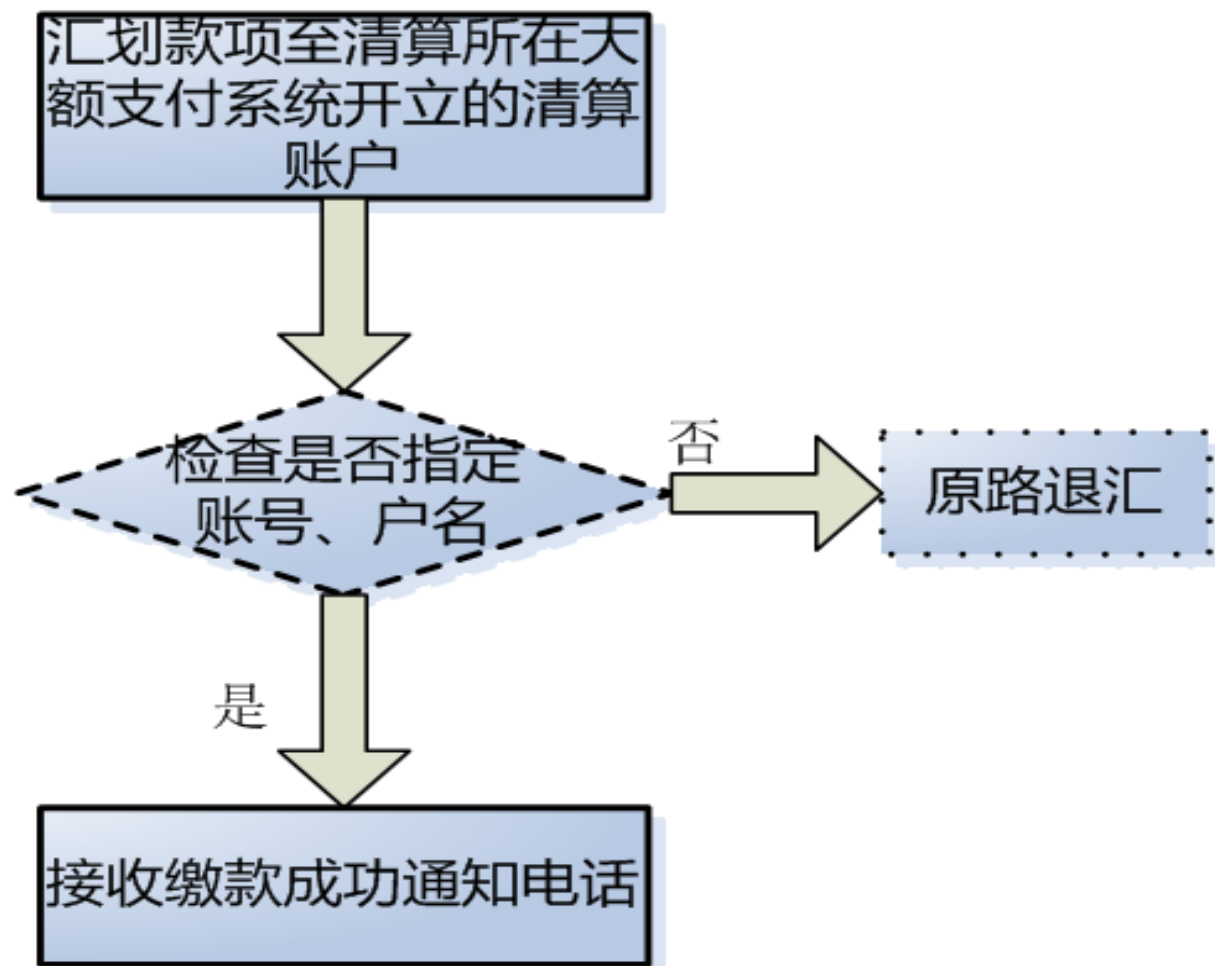 汇划款项至清算所在大
额支付系统开立的清算
账户
检查是否指定
账号、户名
否
原路退汇
是
接收缴款成功通知电话